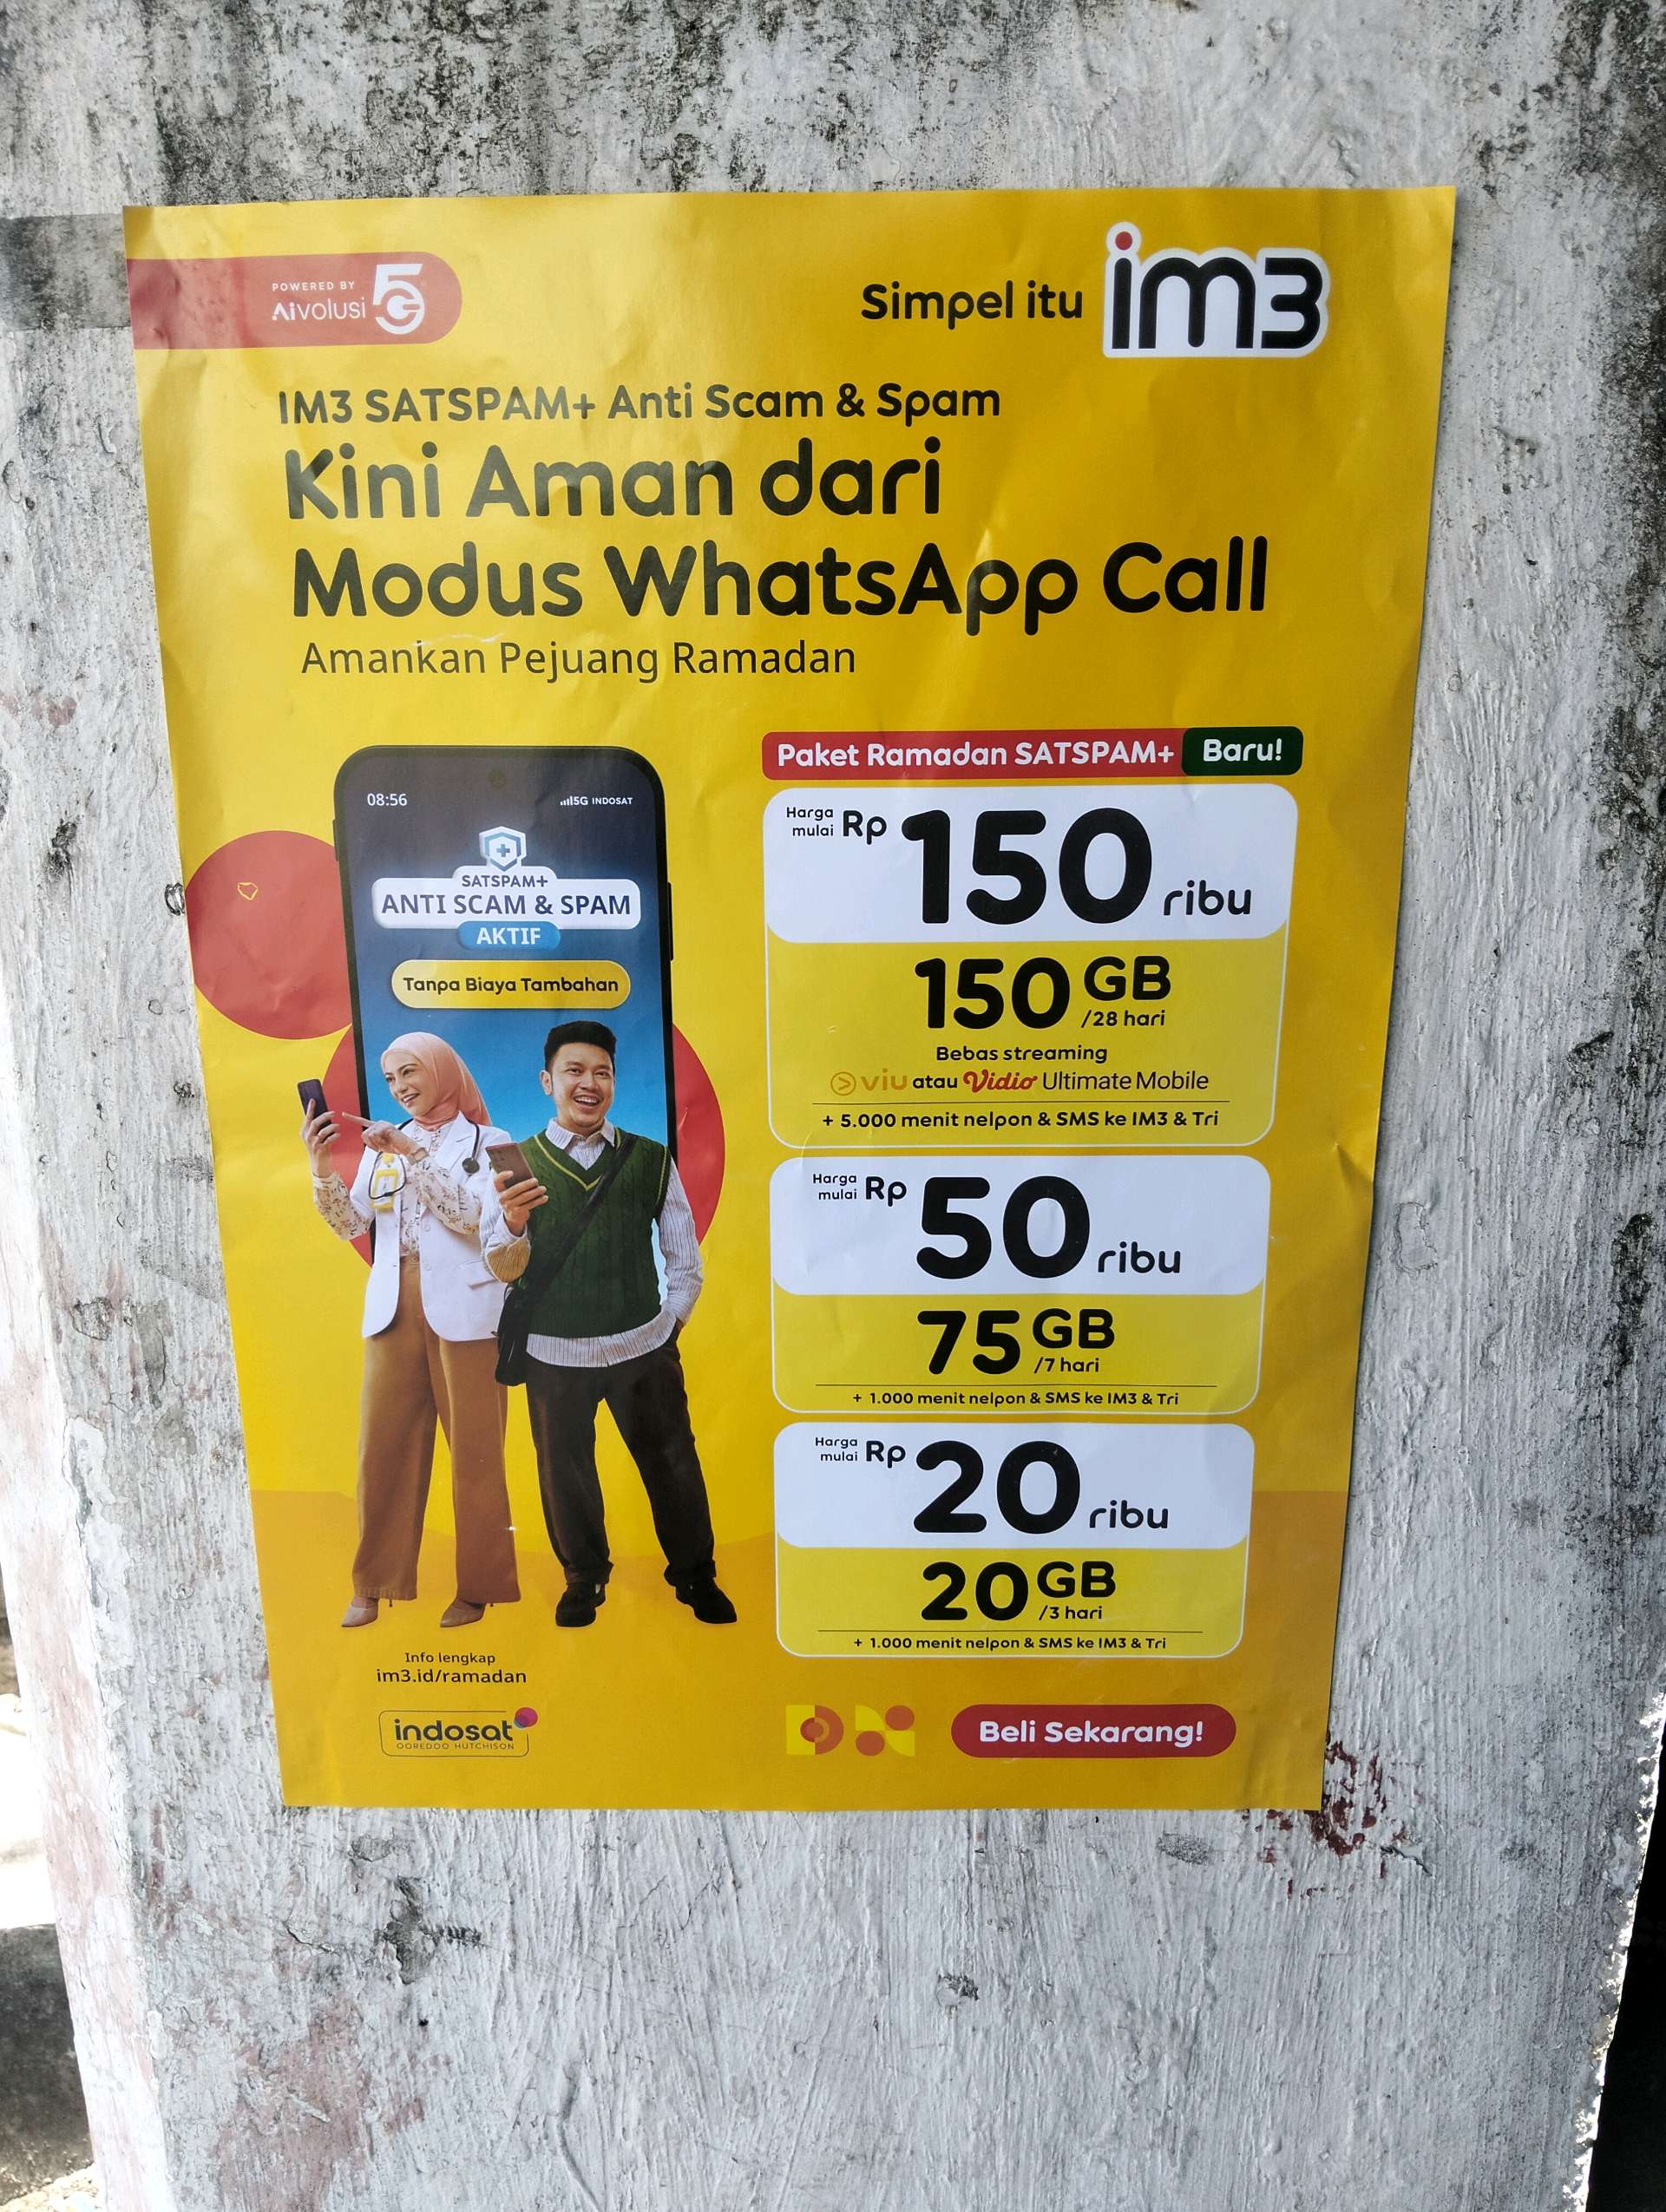 POWERED BY
Aivolusi 5G
Simpel itu im3
IM3 SATSPAM+ Anti Scam & Spam
Kini Aman dari
Modus WhatsApp Call
Amankan Pejuang Ramadan
08:56
5G INDOSAT
SATSPAM+
ANTI SCAM & SPAM
AKTIF
Tanpa Biaya Tambahan
Paket Ramadan SATSPAM+ Baru!
Harga mulai Rp 150 ribu
150 GB /28 hari
Bebas streaming
viu atau Vidio Ultimate Mobile
+ 5.000 menit nelpon & SMS ke IM3 & Tri
Harga mulai Rp 50 ribu
75 GB /7 hari
+ 1.000 menit nelpon & SMS ke IM3 & Tri
Harga mulai Rp 20 ribu
20 GB /3 hari
+ 1.000 menit nelpon & SMS ke IM3 & Tri
Info lengkap
im3.id/ramadan
indosat
OOREDOO HUTCHISON
Beli Sekarang!